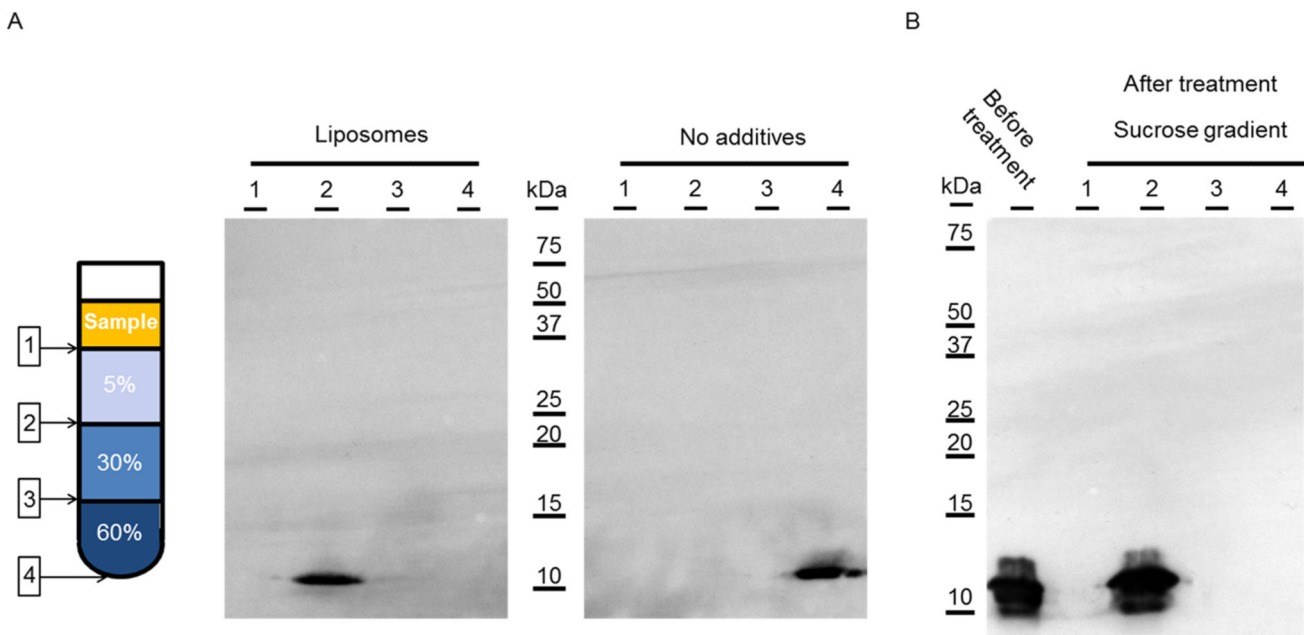 A
B
After treatment
Sucrose gradient
Before
treatment
Liposomes
No additives
1 2 3 4
kDa
1 2 3 4
kDa
1 2 3 4
75
50
37
25
20
15
10
75
50
37
25
20
15
10
Sample
5%
30%
60%
1
2
3
4